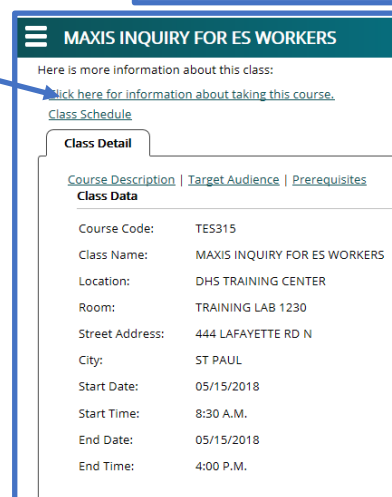 MAXIS INQUIRY FOR ES WORKERS
Here is more information about this class:
Click here for information about taking this course.
Class Schedule
Class Detail
Course Description | Target Audience | Prerequisites
Class Data
Course Code: TES315
Class Name: MAXIS INQUIRY FOR ES WORKERS
Location: DHS TRAINING CENTER
Room: TRAINING LAB 1230
Street Address: 444 LAFAYETTE RD N
City: ST PAUL
Start Date: 05/15/2018
Start Time: 8:30 A.M.
End Date: 05/15/2018
End Time: 4:00 P.M.